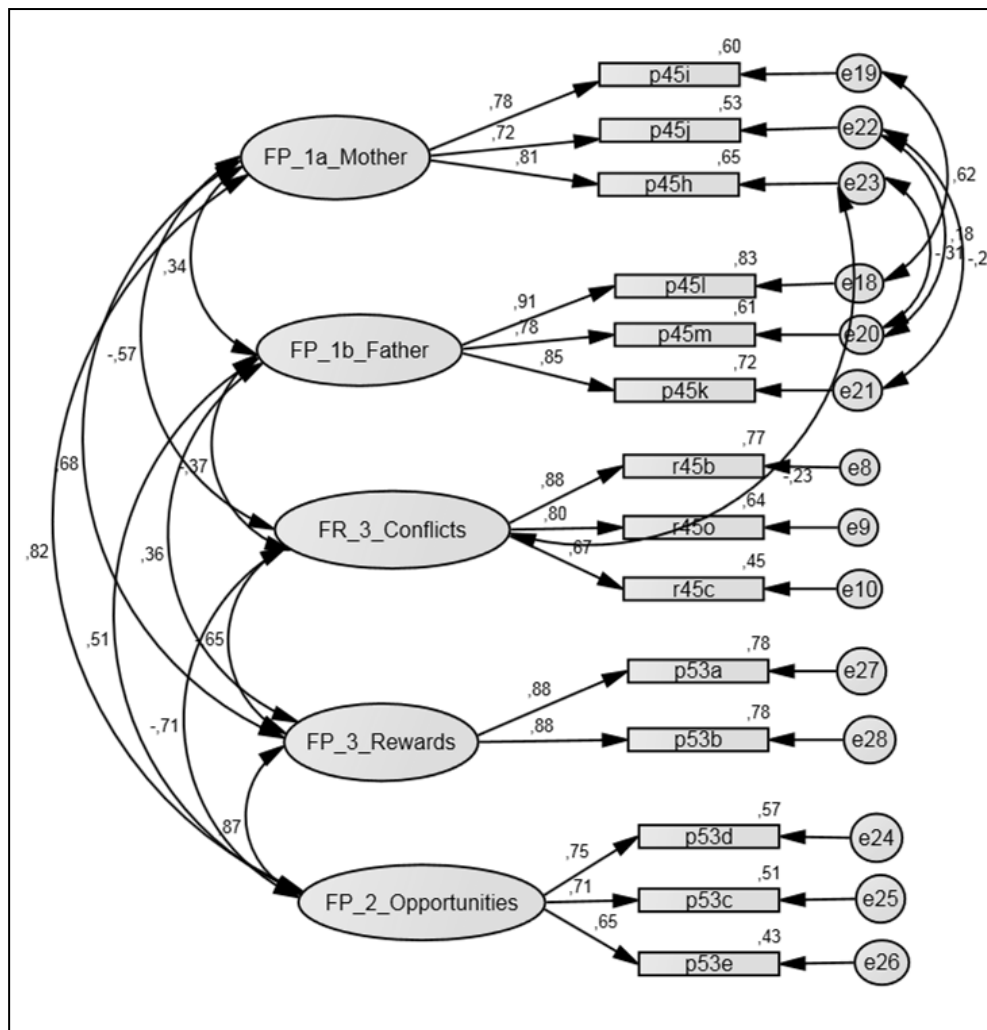 ,60
p45i
e19
,78
,53
p45j
e22
,72
FP_1a_Mother
,81
,65
p45h
e23
,62
,18
-,31
-,2
,34
,83
p45l
e18
,91
,61
p45m
e20
,78
FP_1b_Father
,85
,72
p45k
e21
-,57
,77
r45b
e8
-,37
,68
,88
-,23
,64
r45o
e9
,80
FR_3_Conflicts
,67
,82
,36
,45
r45c
e10
,51
-,65
,78
p53a
e27
,88
-,71
FP_3_Rewards
,88
,78
p53b
e28
,87
,57
p53d
e24
,75
,51
p53c
e25
,71
FP_2_Opportunities
,65
,43
p53e
e26